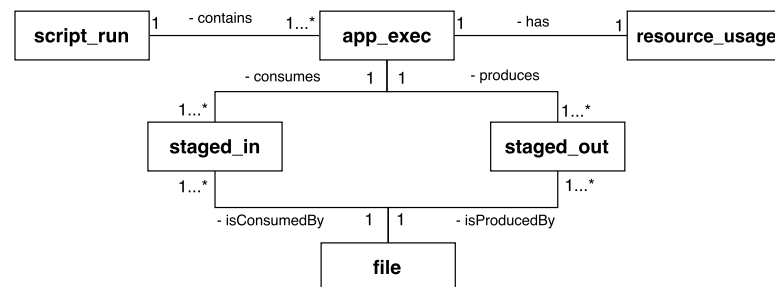 script_run 1 - contains 1...* app_exec 1 - has 1 resource_usage
- consumes 1 1 - produces
1...* 1...*
staged_in staged_out
1...* 1...*
- isConsumedBy 1 1 - isProducedBy
file